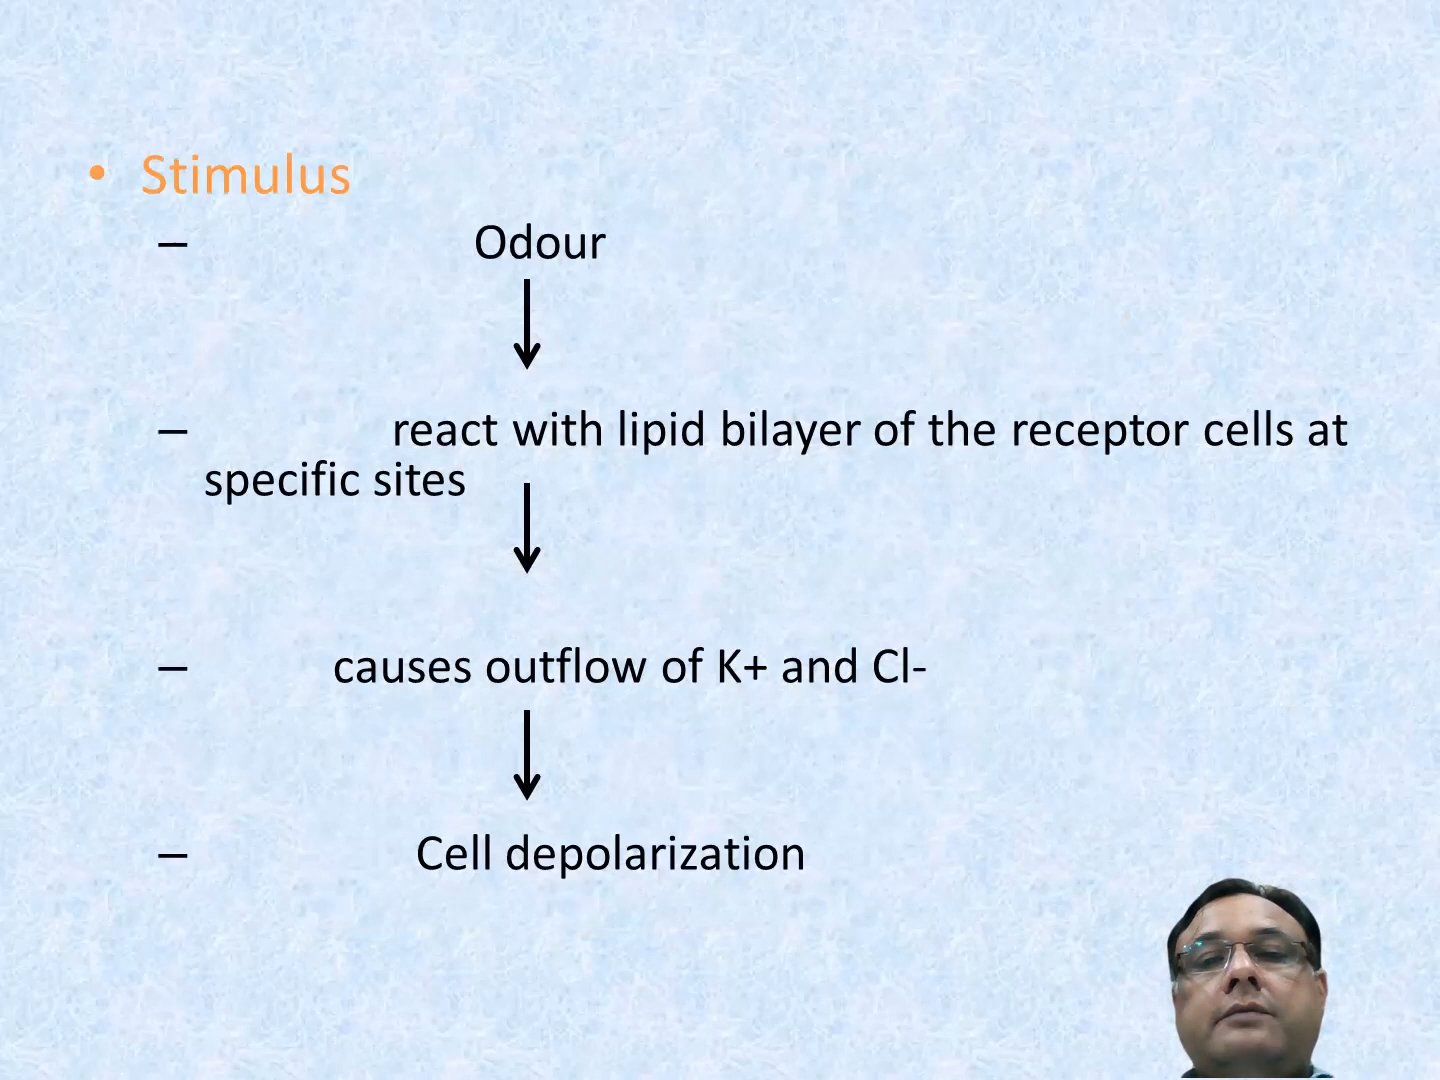 • Stimulus
– Odour
– react with lipid bilayer of the receptor cells at
specific sites
– causes outflow of K+ and Cl-
– Cell depolarization